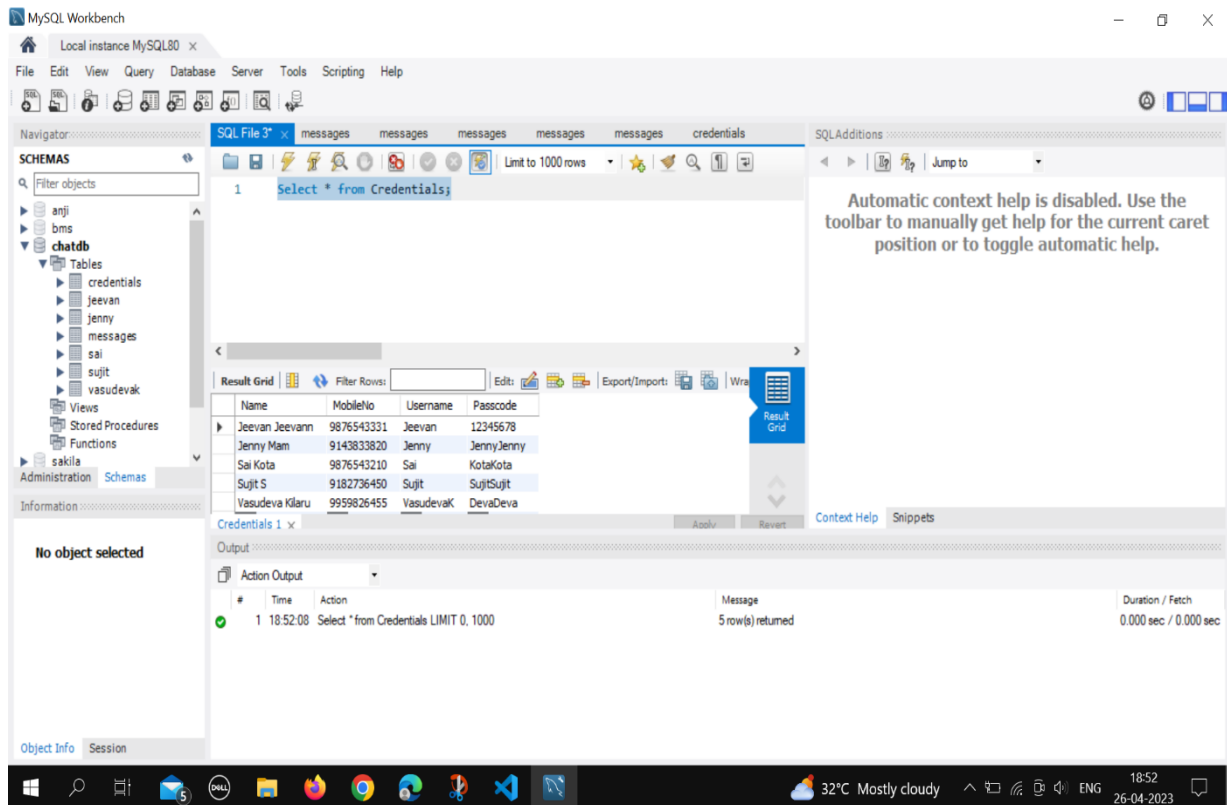 MySQL Workbench
Local instance MySQL80
File Edit View Query Database Server Tools Scripting Help
Navigator
SCHEMAS
Filter objects
anji
bms
chatdb
Tables
credentials
jeevan
jenny
messages
sai
sujit
vasudevak
Views
Stored Procedures
Functions
sakila
Administration Schemas
Information
No object selected
Object Info Session
SQL File 3* messages messages messages messages messages credentials
Limit to 1000 rows
1 Select * from Credentials;
Result Grid Filter Rows: Edit: Export/Import: Wra
Name MobileNo Username Passcode
Jeevan Jeevann 9876543331 Jeevan 12345678
Jenny Mam 9143833820 Jenny JennyJenny
Sai Kota 9876543210 Sai KotaKota
Sujit S 9182736450 Sujit SujitSujit
Vasudeva Kilaru 9959826455 VasudevaK DevaDeva
Result
Grid
Credentials 1 Apply Revert
SQLAdditions
Jump to
Automatic context help is disabled. Use the
toolbar to manually get help for the current caret
position or to toggle automatic help.
Context Help Snippets
Output
Action Output
# Time Action Message Duration / Fetch
1 18:52:08 Select * from Credentials LIMIT 0, 1000 5 row(s) returned 0.000 sec / 0.000 sec
5
DELL
32°C Mostly cloudy ENG
18:52
26-04-2023